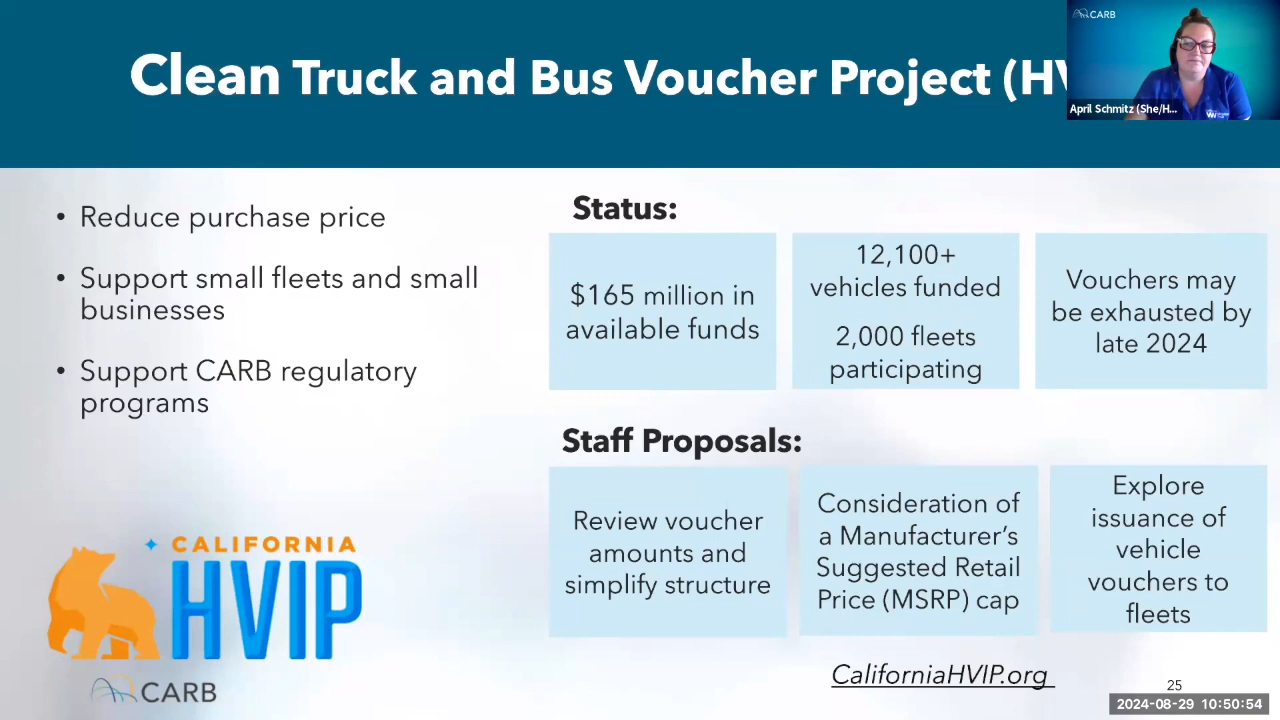 Clean Truck and Bus Voucher Project (HV
CARB
April Schmitz (She/H...
• Reduce purchase price
• Support small fleets and small
businesses
• Support CARB regulatory
programs
Status:
$165 million in
available funds
12,100+
vehicles funded
2,000 fleets
participating
Vouchers may
be exhausted by
late 2024
Staff Proposals:
Review voucher
amounts and
simplify structure
Consideration of
a Manufacturer's
Suggested Retail
Price (MSRP) cap
Explore
issuance of
vehicle
vouchers to
fleets
CALIFORNIA
HVIP
CARB
CaliforniaHVIP.org
25
2024-08-29 10:50:54